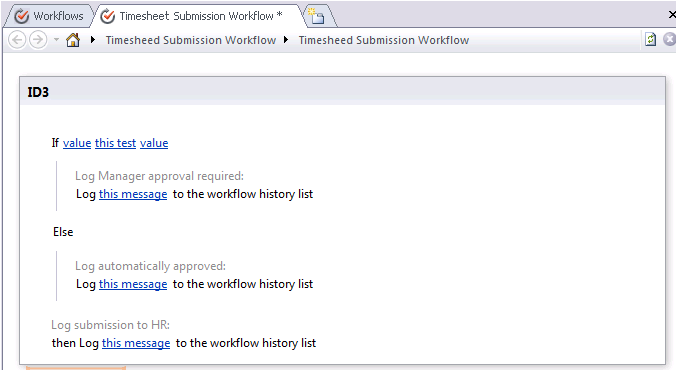 Workflows Timesheet Submission Workflow *
Timesheed Submission Workflow Timesheed Submission Workflow
ID3
If value this test value
Log Manager approval required:
Log this message to the workflow history list
Else
Log automatically approved:
Log this message to the workflow history list
Log submission to HR:
then Log this message to the workflow history list